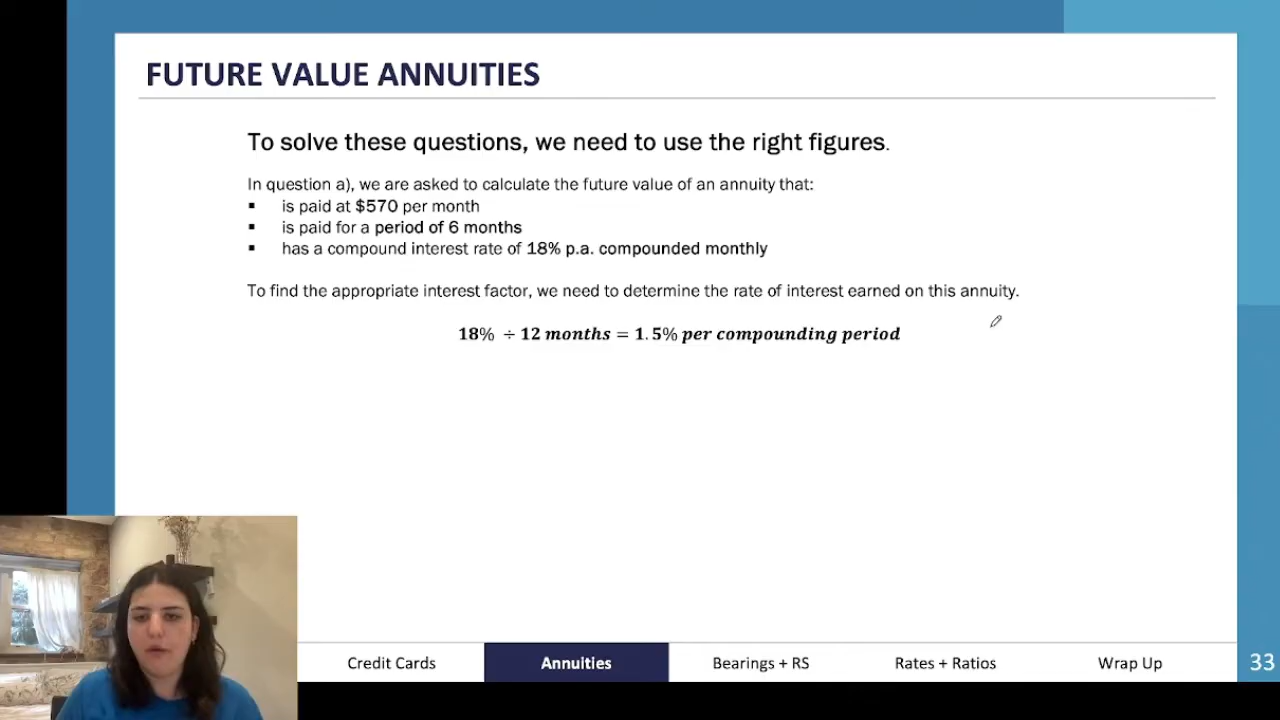 FUTURE VALUE ANNUITIES
To solve these questions, we need to use the right figures.
In question a), we are asked to calculate the future value of an annuity that:
▪ is paid at $570 per month
▪ is paid for a period of 6 months
▪ has a compound interest rate of 18% p.a. compounded monthly
To find the appropriate interest factor, we need to determine the rate of interest earned on this annuity.
18% ÷ 12 months = 1.5% per compounding period
Credit Cards
Annuities
Bearings + RS
Rates + Ratios
Wrap Up
33